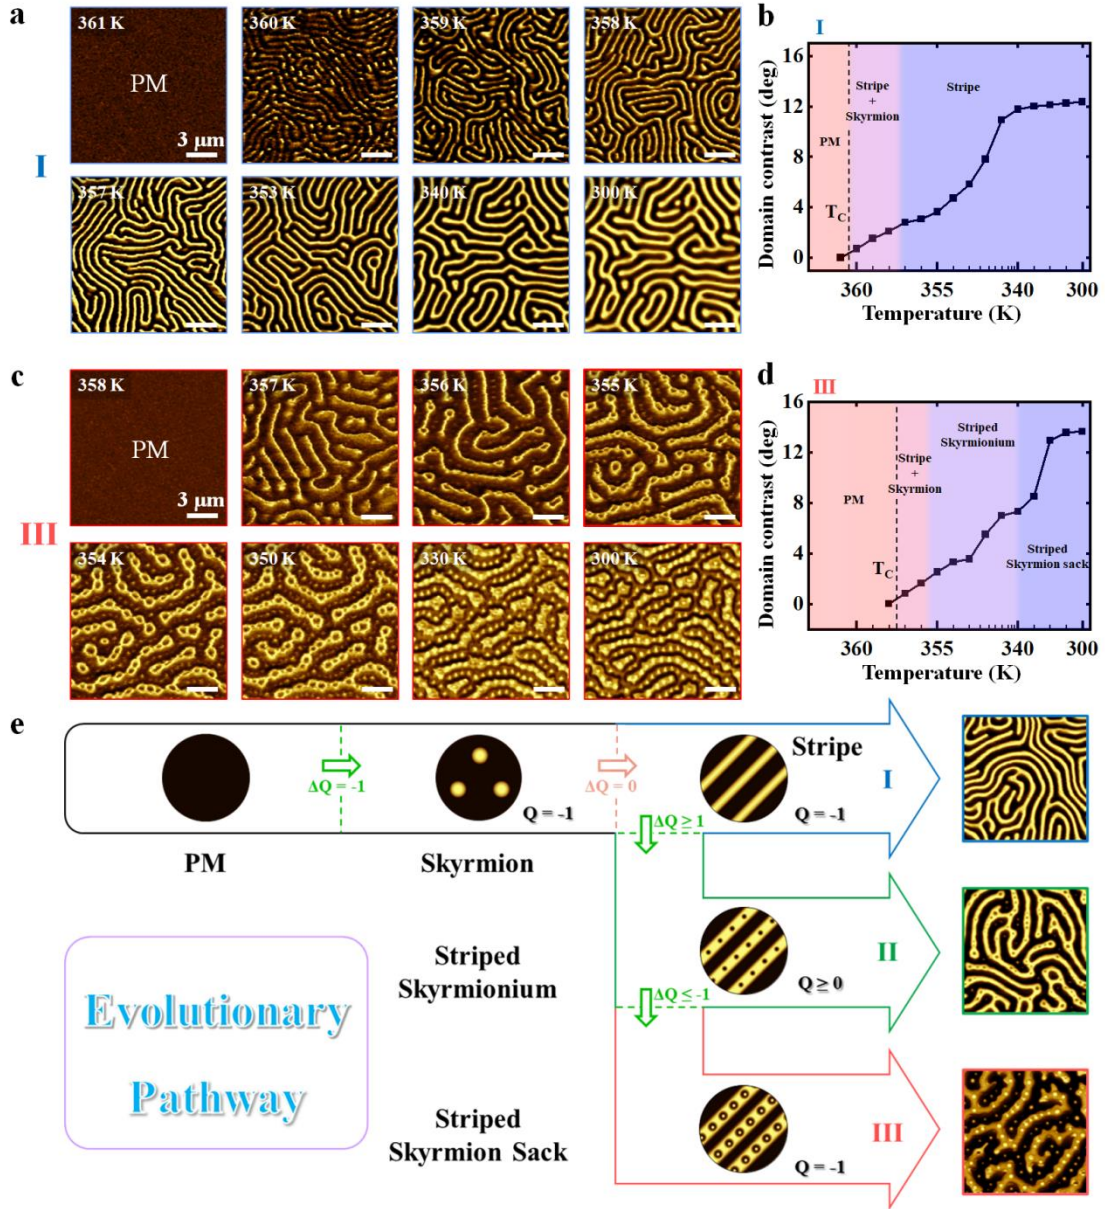 a
I
361 K
PM
3 μm
360 K
359 K
358 K
357 K
353 K
340 K
300 K
b
I
Domain contrast (deg)
16
12
8
4
0
PM
Stripe
+
Skyrmion
Stripe
T_C
360
355
340
300
Temperature (K)
c
III
358 K
PM
3 μm
357 K
356 K
355 K
354 K
350 K
330 K
300 K
d
III
Domain contrast (deg)
16
12
8
4
0
PM
Stripe
+
Skyrmion
Striped
Skyrmionium
Striped
Skyrmion sack
T_C
360
355
340
300
Temperature (K)
e
ΔQ = -1
Q = -1
ΔQ = 0
Stripe
Q = -1
I
PM
Skyrmion
ΔQ ≥ 1
Striped
Skyrmionium
Q ≥ 0
II
ΔQ ≤ -1
Evolutionary
Pathway
Striped
Skyrmion Sack
Q = -1
III